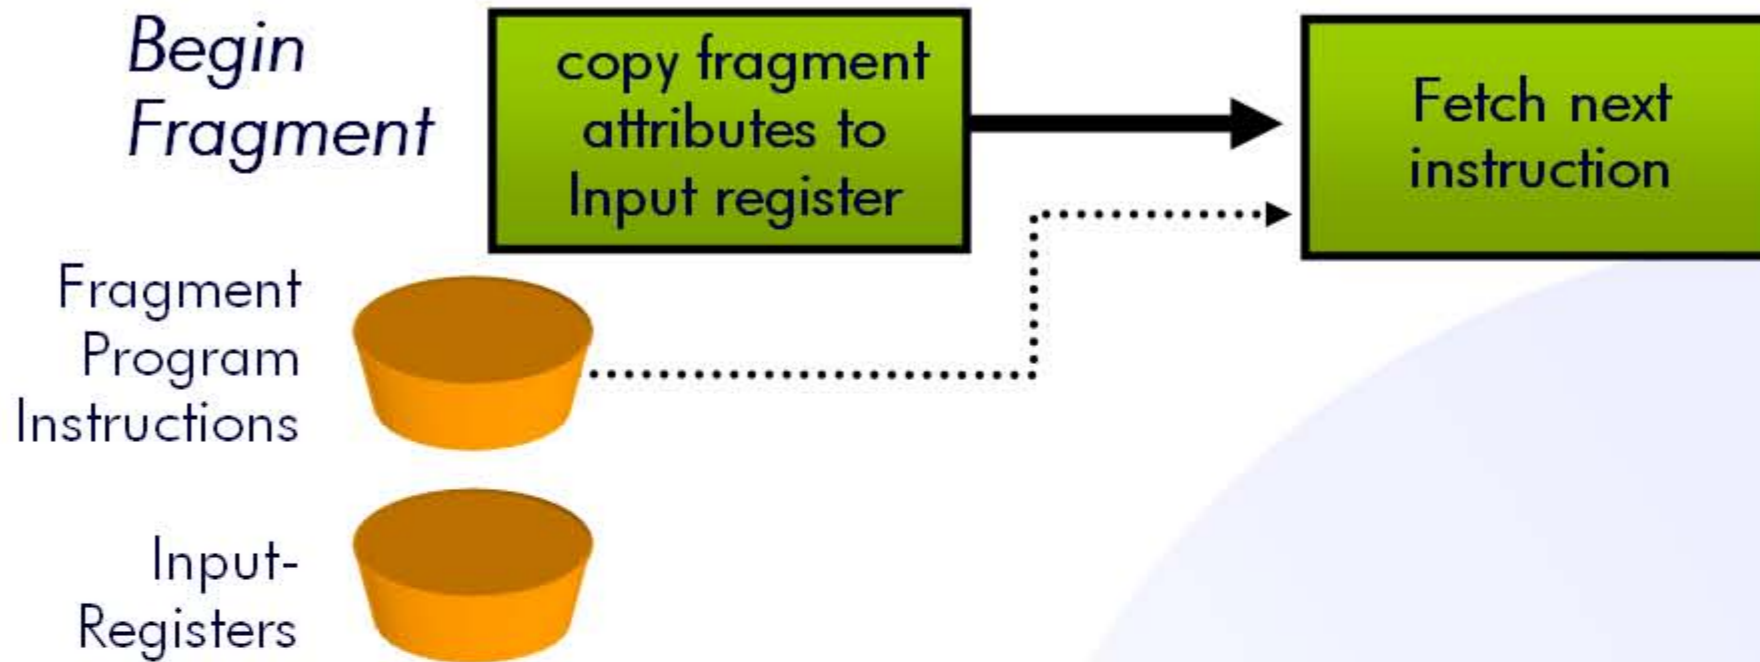 Begin
Fragment
copy fragment
attributes to
Input register
Fetch next
instruction
Fragment
Program
Instructions
Input-
Registers